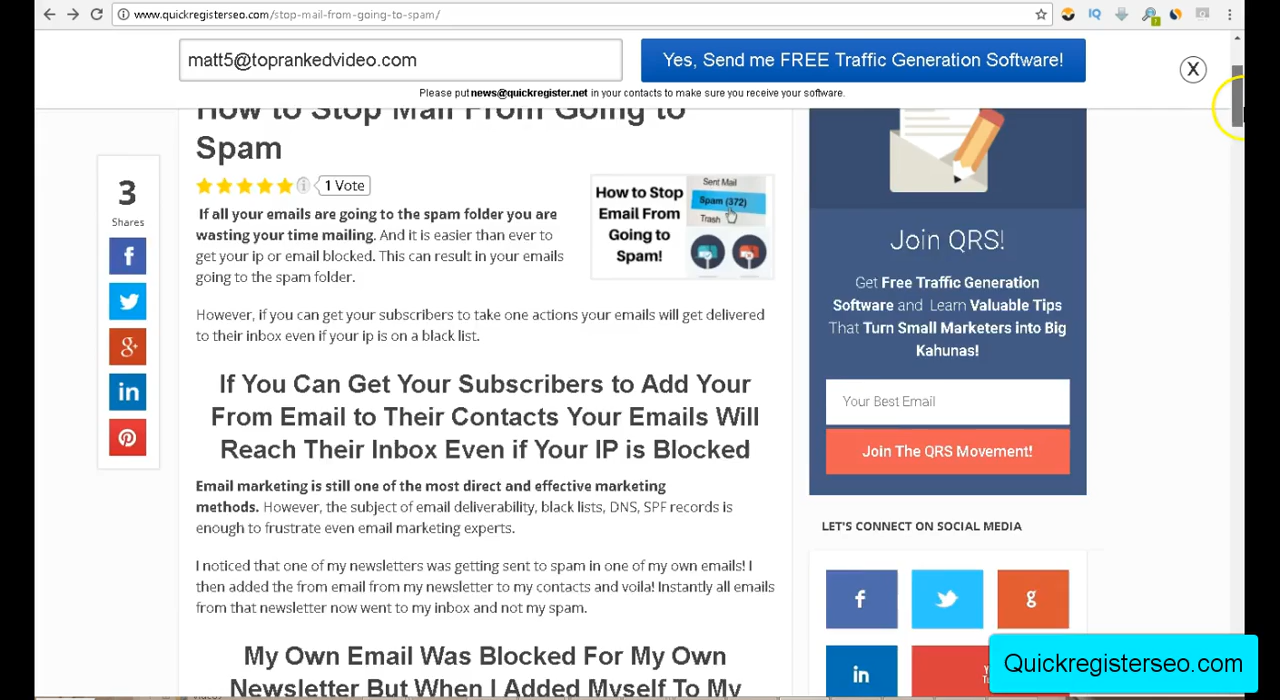 www.quickregisterseo.com/stop-mail-from-going-to-spam/
IQ
matt5@toprankedvideo.com
Yes, Send me FREE Traffic Generation Software!
X
Please put news@quickregister.net in your contacts to make sure you receive your software.
How to Stop Mail From Going to
Spam
1 Vote
3
Shares
If all your emails are going to the spam folder you are
wasting your time mailing. And it is easier than ever to
get your ip or email blocked. This can result in your emails
going to the spam folder.
How to Stop
Email From
Going to
Spam!
Sent Mail
Spam (372)
Trash
However, if you can get your subscribers to take one actions your emails will get delivered
to their inbox even if your ip is on a black list.
If You Can Get Your Subscribers to Add Your
From Email to Their Contacts Your Emails Will
Reach Their Inbox Even if Your IP is Blocked
Email marketing is still one of the most direct and effective marketing
methods. However, the subject of email deliverability, black lists, DNS, SPF records is
enough to frustrate even email marketing experts.
I noticed that one of my newsletters was getting sent to spam in one of my own emails! I
then added the from email from my newsletter to my contacts and voila! Instantly all emails
from that newsletter now went to my inbox and not my spam.
My Own Email Was Blocked For My Own
Newsletter But When I Added Myself To My
Join QRS!
Get Free Traffic Generation
Software and Learn Valuable Tips
That Turn Small Marketers into Big
Kahunas!
Your Best Email
Join The QRS Movement!
LET'S CONNECT ON SOCIAL MEDIA
f
g
in
Quickregisterseo.com
f
g+
in